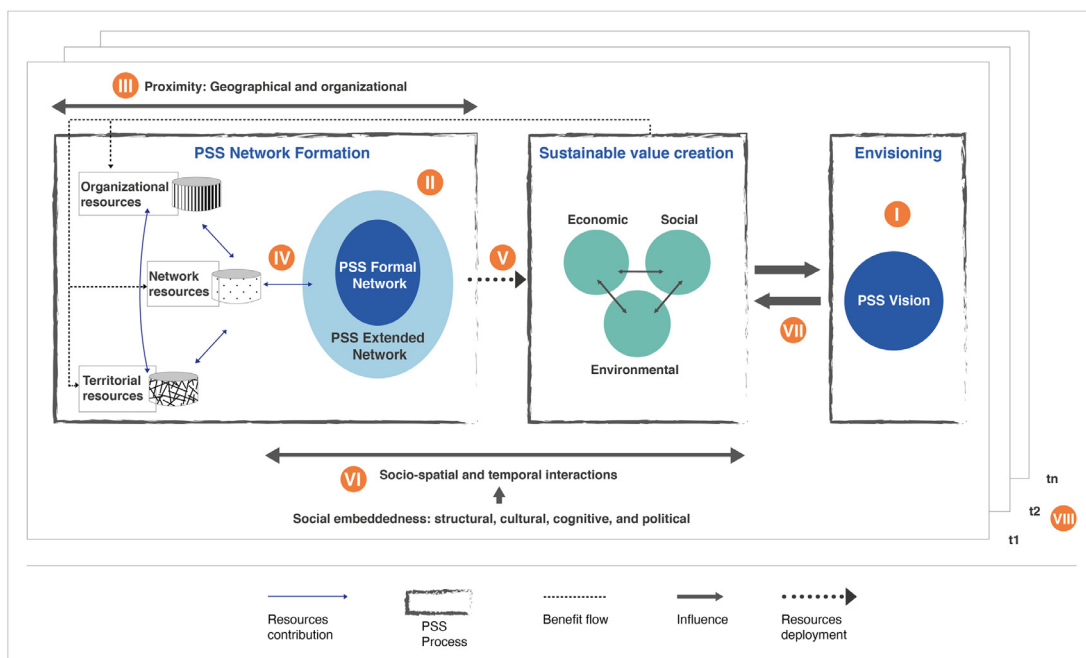 III
Proximity: Geographical and organizational
PSS Network Formation
Sustainable value creation
Envisioning
Organizational
resources
II
I
Economic
Social
IV
V
Network
resources
PSS Formal
Network
PSS Vision
VII
PSS Extended
Network
Environmental
Territorial
resources
VI
Socio-spatial and temporal interactions
Social embeddedness: structural, cultural, cognitive, and political
tn
t2
VIII
t1
Resources
contribution
PSS
Process
Benefit flow
Influence
Resources
deployment